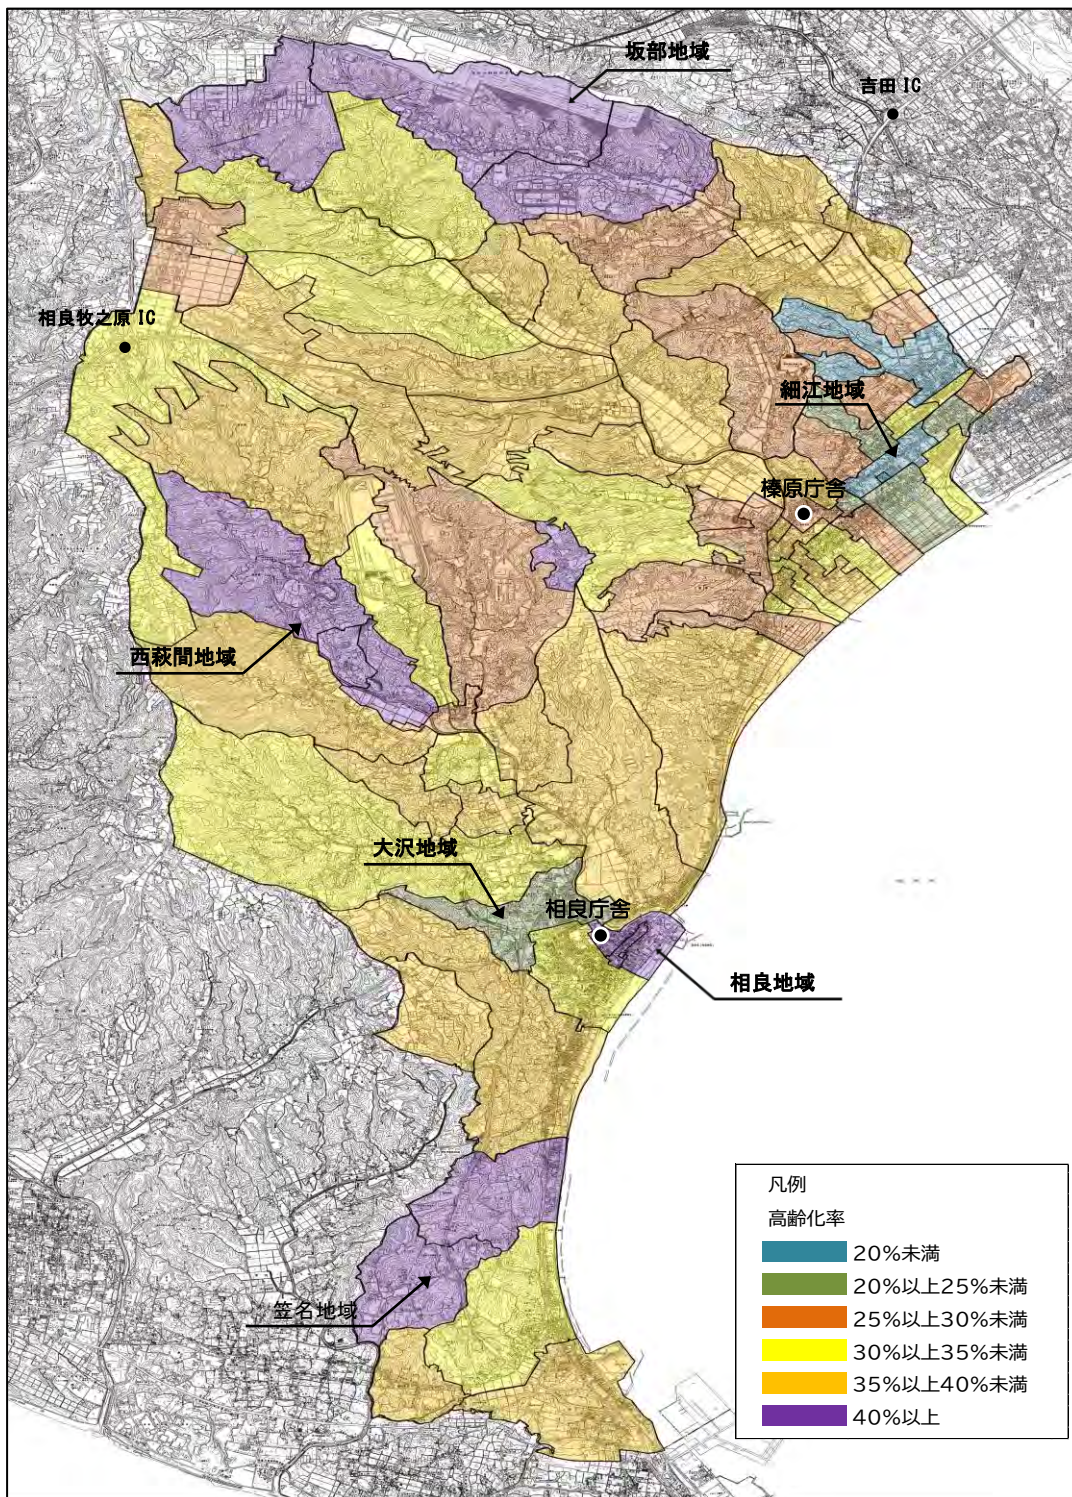 坂部地域
吉田 IC
相良牧之原 IC
細江地域
榛原庁舎
西萩間地域
大沢地域
相良庁舎
相良地域
笠名地域
凡例
高齢化率
20%未満
20%以上25%未満
25%以上30%未満
30%以上35%未満
35%以上40%未満
40%以上